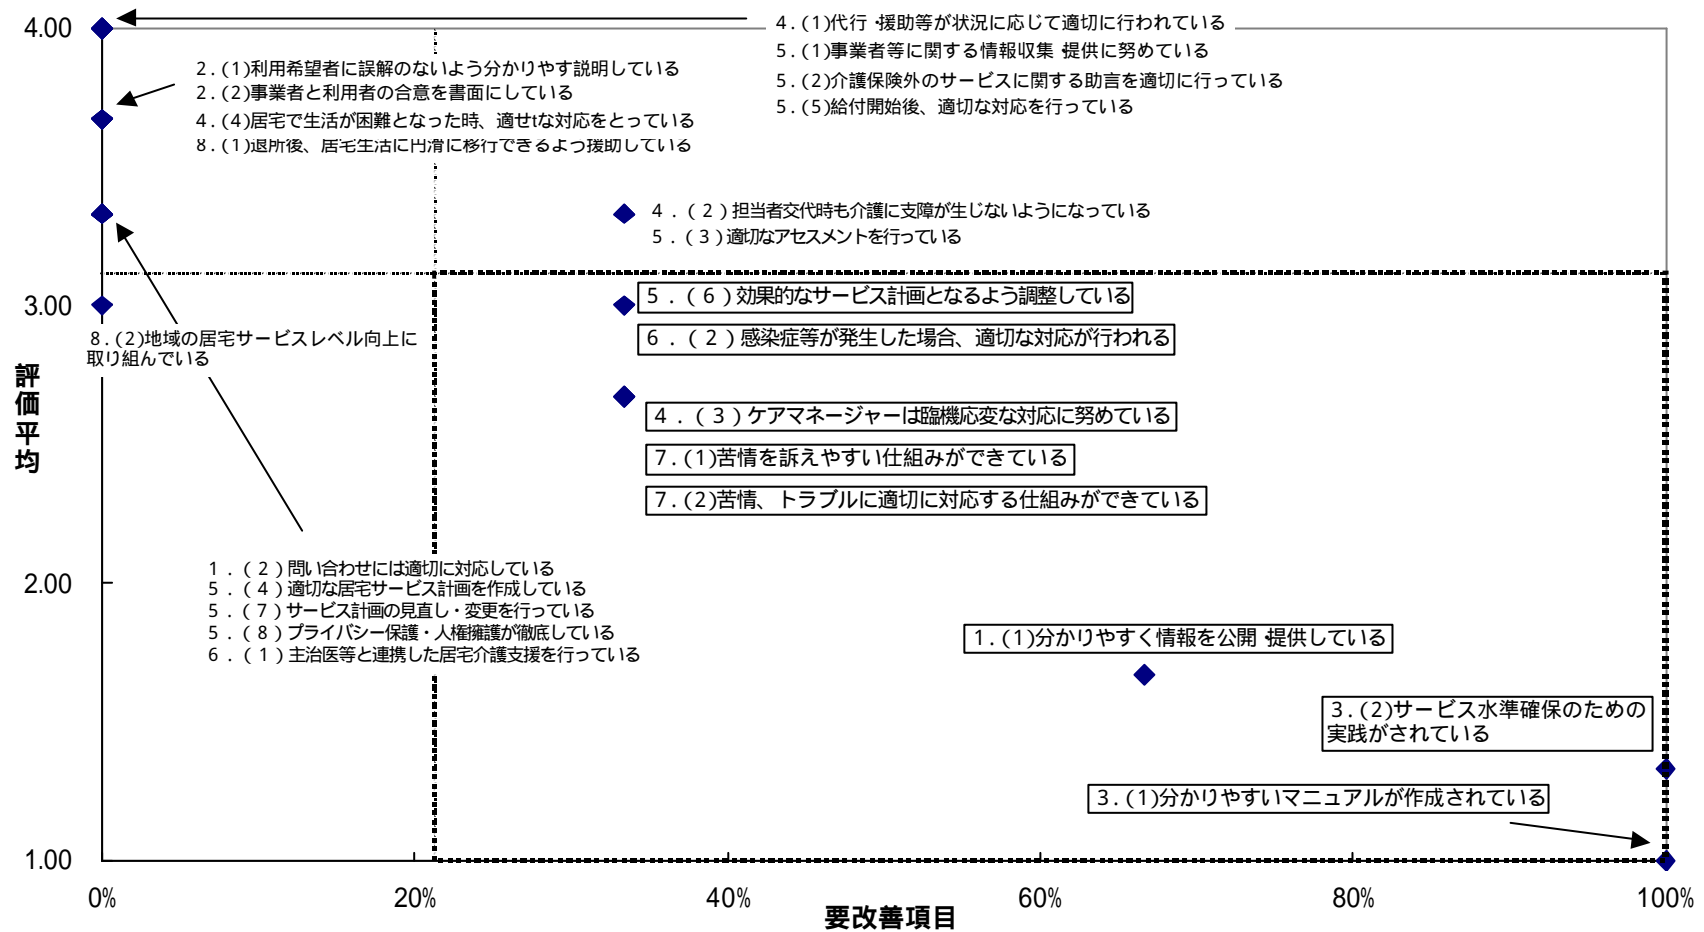 4.00
4.(1)代行・援助等が状況に応じて適切に行われている
5.(1)事業者等に関する情報収集・提供に努めている
5.(2)介護保険外のサービスに関する助言を適切に行っている
5.(5)給付開始後、適切な対応を行っている
2.(1)利用希望者に誤解のないよう分かりやす説明している
2.(2)事業者と利用者の合意を書面にしている
4.(4)居宅で生活が困難となった時、適せtな対応をとっている
8.(1)退所後、居宅生活に円滑に移行できるよう援助している
4.(2)担当者交代時も介護に支障が生じないようになっている
5.(3)適切なアセスメントを行っている
3.00
5.(6)効果的なサービス計画となるよう調整している
6.(2)感染症等が発生した場合、適切な対応が行われる
8.(2)地域の居宅サービスレベル向上に
取り組んでいる
評価平均
4.(3)ケアマネージャーは臨機応変な対応に努めている
7.(1)苦情を訴えやすい仕組みができている
7.(2)苦情、トラブルに適切に対応する仕組みができている
1.(2)問い合わせには適切に対応している
5.(4)適切な居宅サービス計画を作成している
5.(7)サービス計画の見直し・変更を行っている
5.(8)プライバシー保護・人権擁護が徹底している
6.(1)主治医等と連携した居宅介護支援を行っている
2.00
1.(1)分かりやすく情報を公開・提供している
3.(2)サービス水準確保のための
実践がされている
3.(1)分かりやすいマニュアルが作成されている
1.00
0%
20%
40%
60%
80%
100%
要改善項目